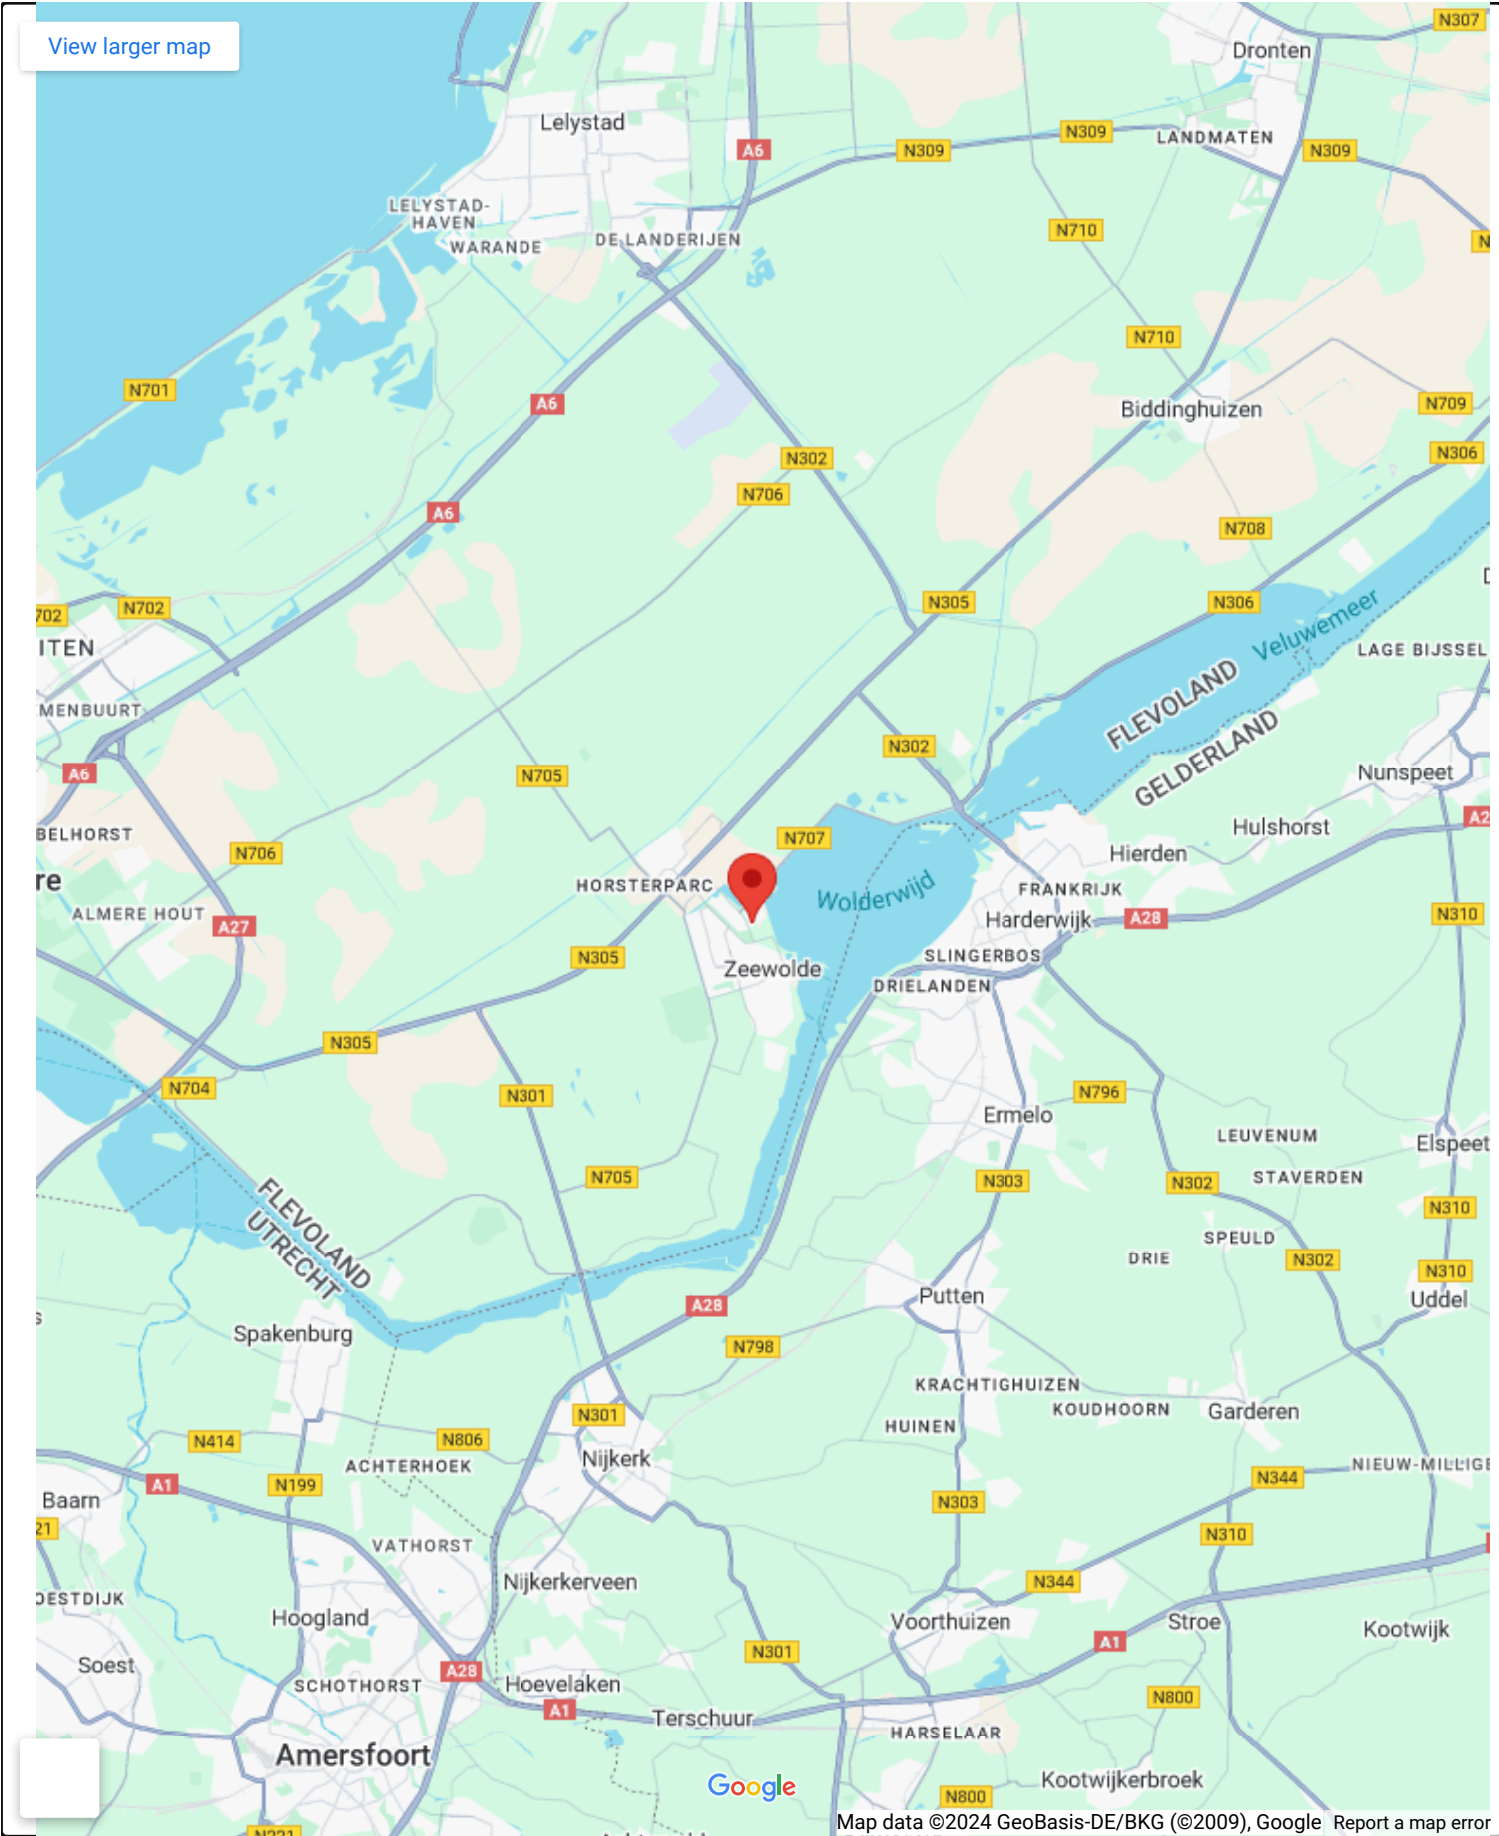 View larger map
N307
Dronten
Lelystad
A6
N309
N309
LANDMATEN
N309
LELYSTAD-
HAVEN
WARANDE
DE LANDERIJEN
N710
N710
N701
A6
Biddinghuizen
N709
N302
N306
N706
A6
N708
N702
702
N305
N306
Veluwemeer
ITEN
LAGE BIJSSEL
FLEVOLAND
GELDERLAND
MENBUURT
N302
A6
N705
Nunspeet
BELHORST
N707
Hulshorst
N706
Hierden
re
HORSTERPARC
Wolderwijd
FRANKRIJK
ALMERE HOUT
A27
Harderwijk
A28
N310
N305
SLINGERBOS
Zeewolde
DRIELANDEN
N305
N704
N301
N796
Ermelo
LEUVENUM
Elspeet
N705
N303
N302
STAVERDEN
FLEVOLAND
UTRECHT
N310
SPEULD
DRIE
N302
N310
Putten
Uddel
A28
Spakenburg
N798
KRACHTIGHUIZEN
KOUDHOORN
Garderen
N301
HUINEN
N414
N806
Nijkerk
ACHTERHOEK
NIEUW-MILLIGE
A1
N199
N344
Baarn
N303
21
VATHORST
N310
Nijkerkerveen
N344
OESTDIJK
Hoogland
Voorthuizen
Stroe
Kootwijk
N301
A1
Soest
A28
SCHOTHORST
Hoevelaken
A1
Terschuur
N800
HARSELAAR
Amersfoort
Google
Kootwijkerbroek
N800
Map data ©2024 GeoBasis-DE/BKG (©2009), Google
Report a map error